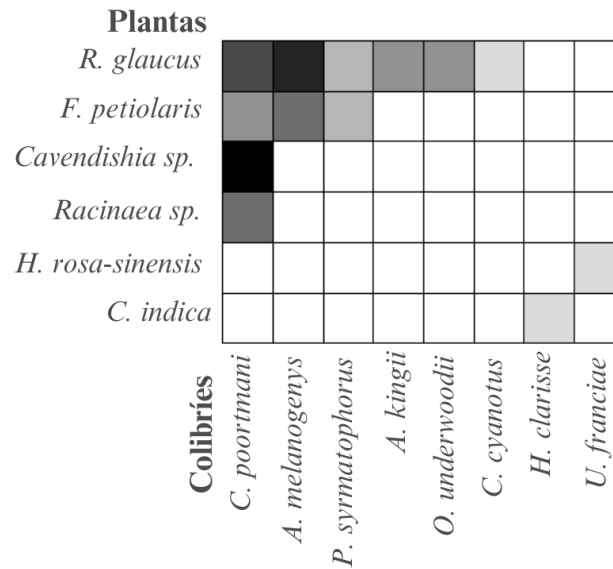 Plantas
R. glaucus
F. petiolaris
Cavendishia sp.
Racinaea sp.
H. rosa-sinensis
C. indica
Colibríes
C. poortmani
A. melanogenys
P. syrmatophorus
A. kingii
O. underwoodii
C. cyanotus
H. clarisse
U. franciae